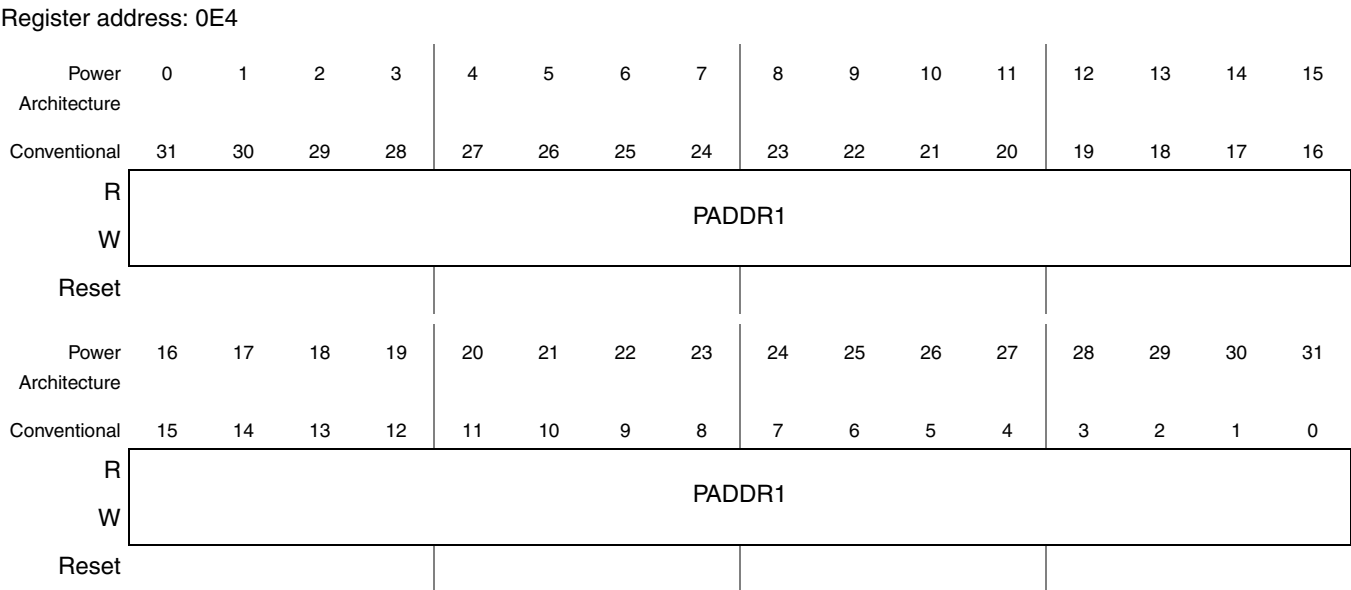 Register address: 0E4
Power Architecture 0 1 2 3 4 5 6 7 8 9 10 11 12 13 14 15
Conventional 31 30 29 28 27 26 25 24 23 22 21 20 19 18 17 16
R
PADDR1
W
Reset
Power Architecture 16 17 18 19 20 21 22 23 24 25 26 27 28 29 30 31
Conventional 15 14 13 12 11 10 9 8 7 6 5 4 3 2 1 0
R
PADDR1
W
Reset